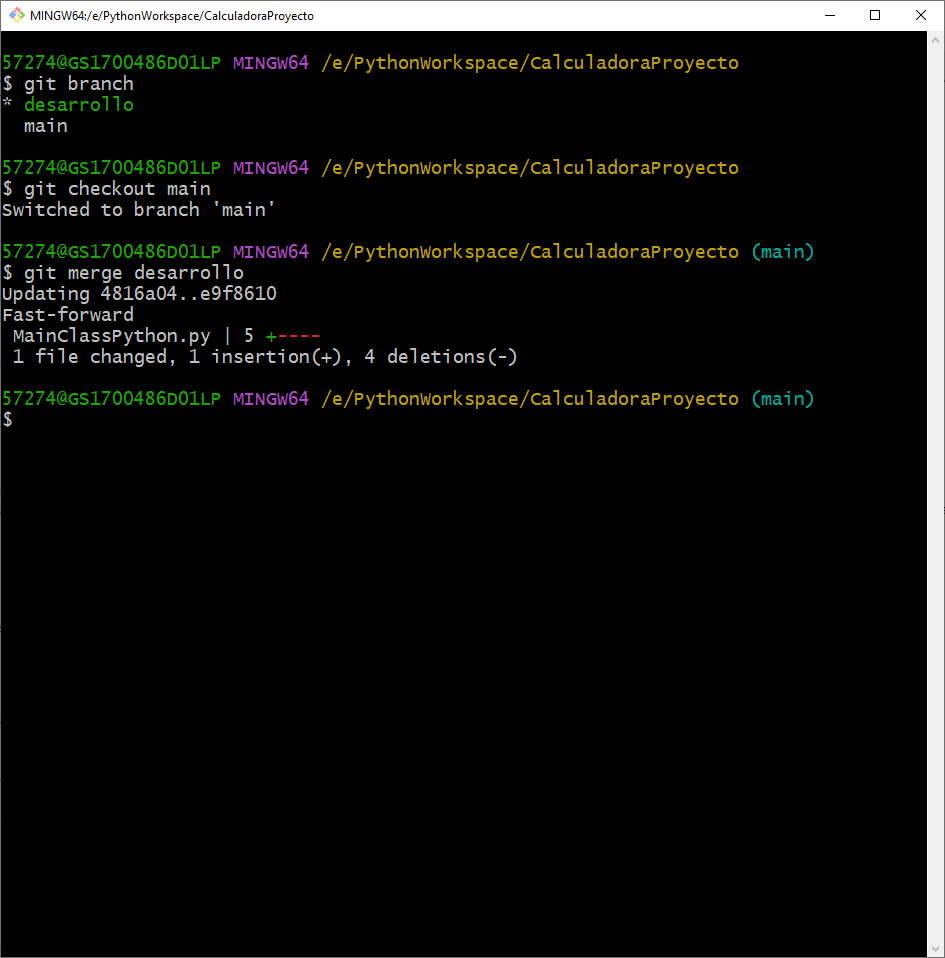 MINGW64:/e/PythonWorkspace/CalculadoraProyecto
57274@GS1700486D01LP MINGW64 /e/PythonWorkspace/CalculadoraProyecto
$ git branch
* desarrollo
  main
57274@GS1700486D01LP MINGW64 /e/PythonWorkspace/CalculadoraProyecto
$ git checkout main
Switched to branch 'main'
57274@GS1700486D01LP MINGW64 /e/PythonWorkspace/CalculadoraProyecto (main)
$ git merge desarrollo
Updating 4816a04..e9f8610
Fast-forward
 MainClassPython.py | 5 +----
 1 file changed, 1 insertion(+), 4 deletions(-)
57274@GS1700486D01LP MINGW64 /e/PythonWorkspace/CalculadoraProyecto (main)
$